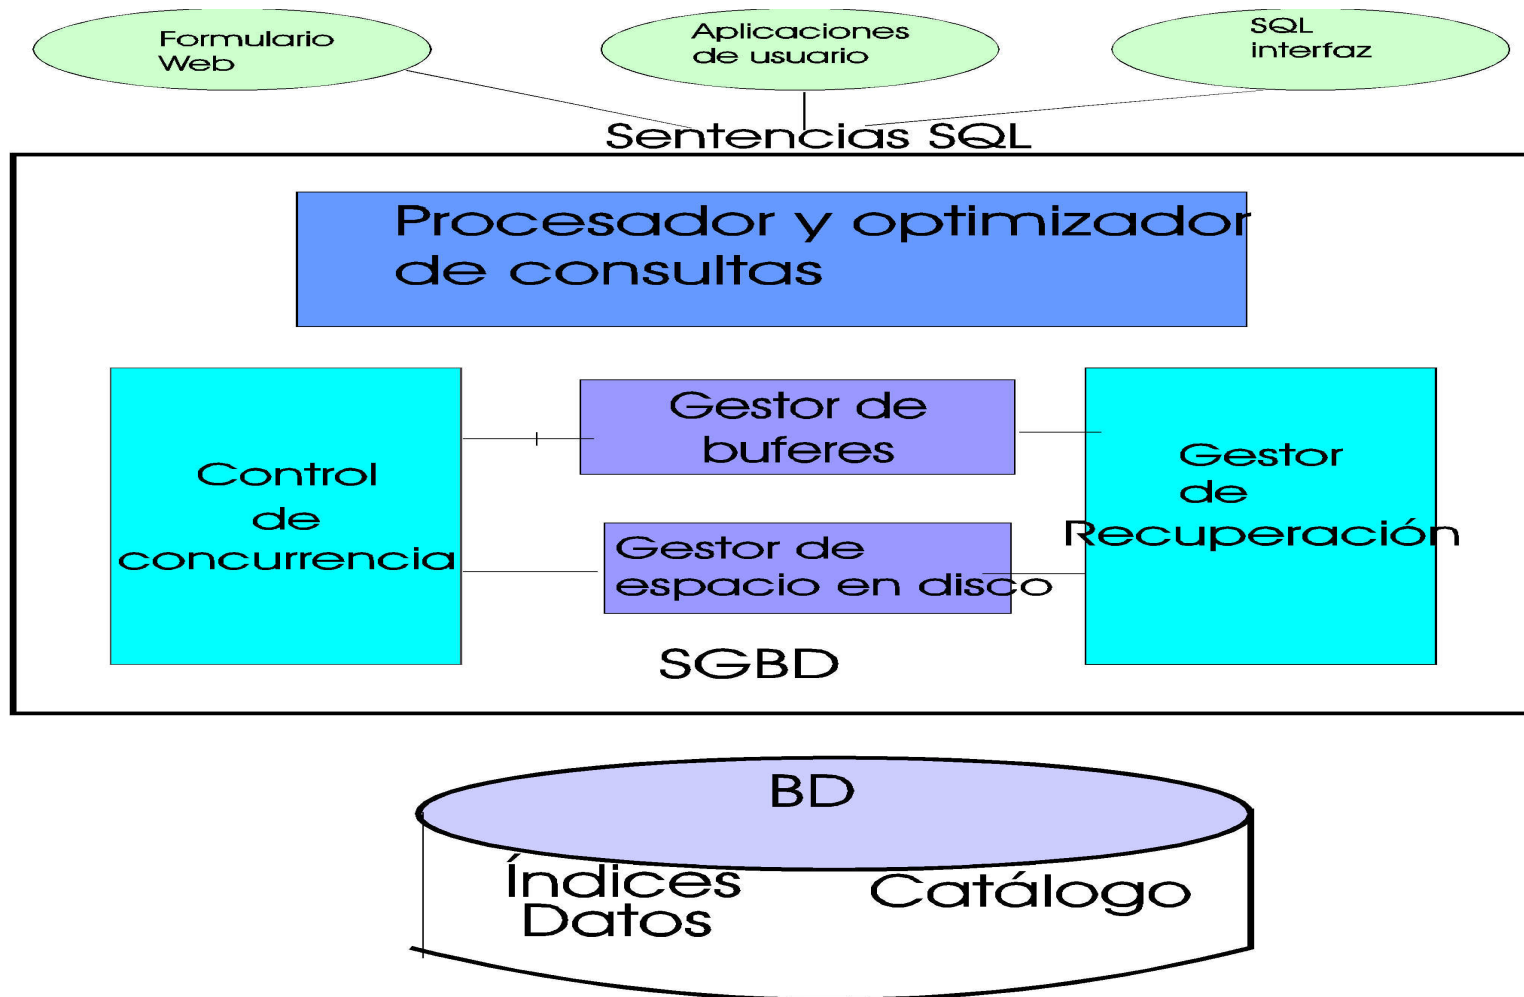 Formulario
Web
Aplicaciones
de usuario
SQL
interfaz
Sentencias SQL
Procesador y optimizador
de consultas
Control
de
concurrencia
Gestor de
buferes
Gestor de
espacio en disco
Gestor
de
Recuperación
SGBD
BD
Índices
Datos
Catálogo